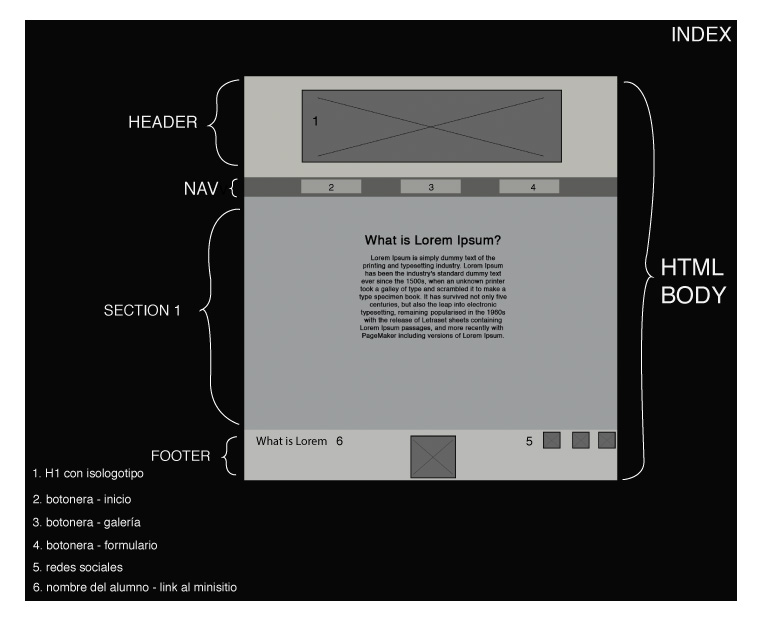 INDEX
HEADER
1
NAV
2
3
4
HTML
BODY
SECTION 1
What is Lorem Ipsum?
Lorem Ipsum is simply dummy text of the
printing and typesetting industry. Lorem Ipsum
has been the industry's standard dummy text
ever since the 1500s, when an unknown printer
took a galley of type and scrambled it to make a
type specimen book. It has survived not only five
centuries, but also the leap into electronic
typesetting, remaining popularised in the 1960s
with the release of Letraset sheets containing
Lorem Ipsum passages, and more recently with
PageMaker including versions of Lorem Ipsum.
FOOTER
What is Lorem 6
5
1. H1 con isologotipo
2. botonera - inicio
3. botonera - galería
4. botonera - formulario
5. redes sociales
6. nombre del alumno - link al minisitio